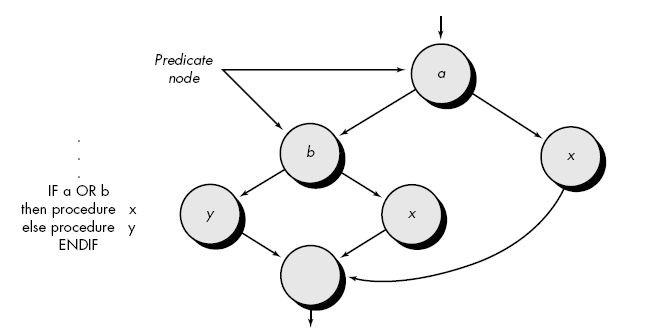 Predicate
node
a
b
x
y
x
.
.
.
IF a OR b
then procedure x
else procedure y
ENDIF